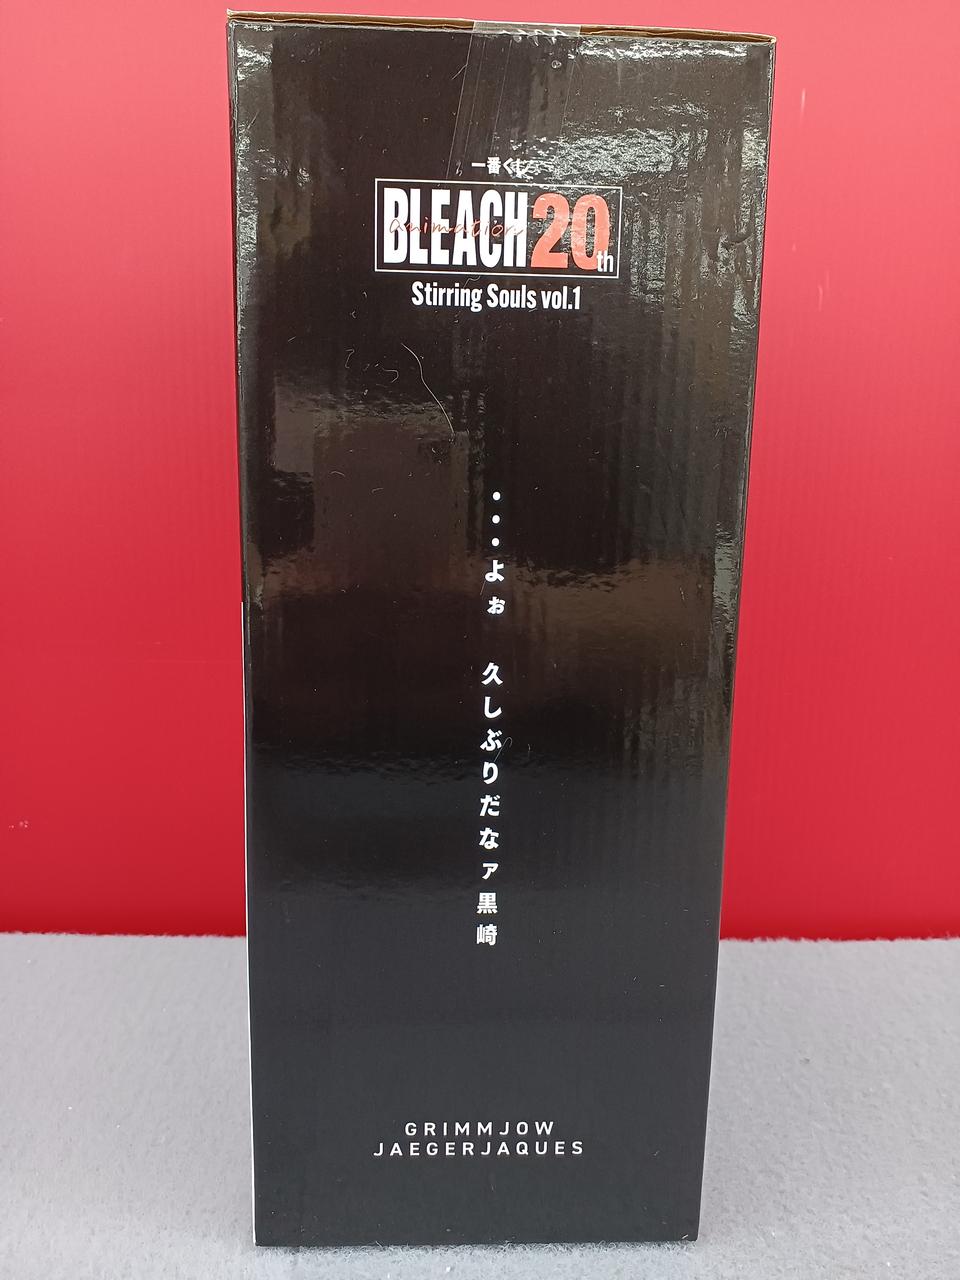 一番くじ
BLEACH 20th
animation
Stirring Souls vol.1
・・・よぉ　久しぶりだなァ黒崎
GRIMMJOW
JAEGERJAQUES